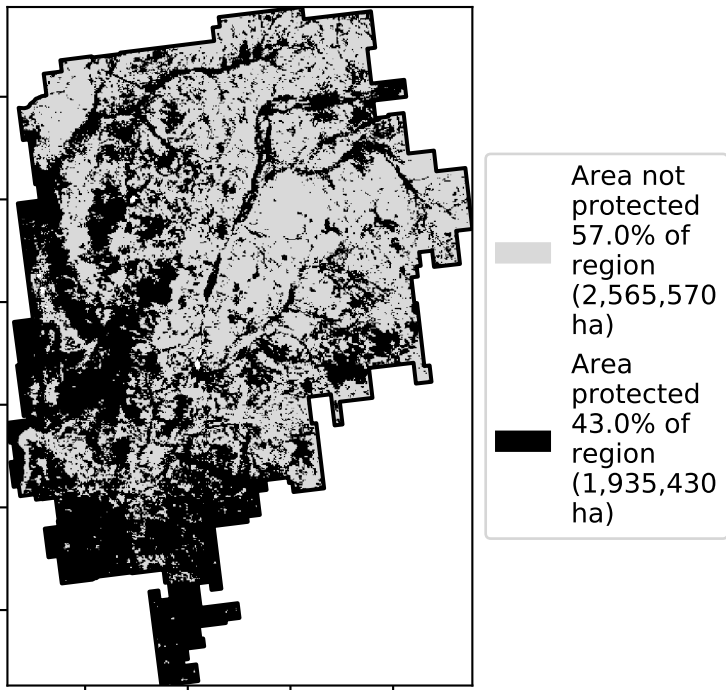 Area not
protected
57.0% of
region
(2,565,570
ha)
Area
protected
43.0% of
region
(1,935,430
ha)